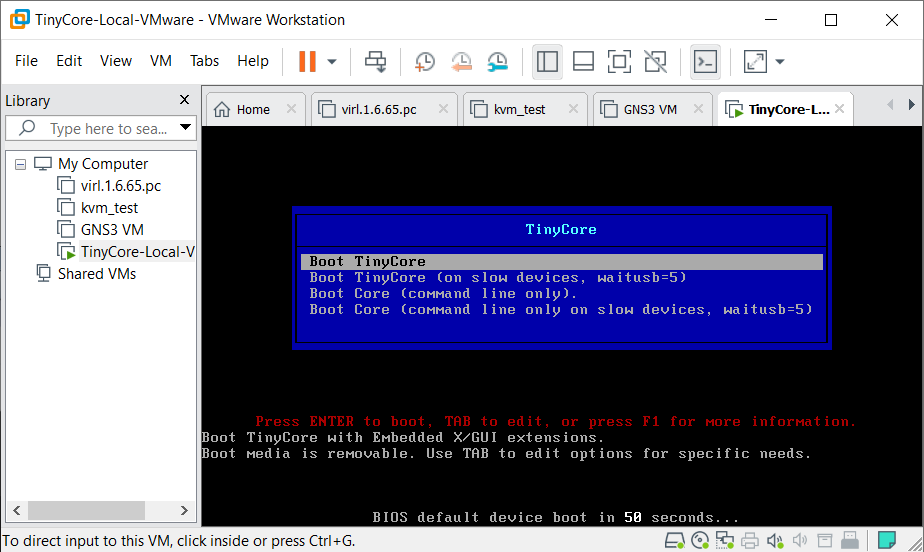 TinyCore-Local-VMware - VMware Workstation
File Edit View VM Tabs Help
Library
Type here to sea...
My Computer
virl.1.6.65.pc
kvm_test
GNS3 VM
TinyCore-Local-V
Shared VMs
Home virl.1.6.65.pc kvm_test GNS3 VM TinyCore-L...
TinyCore
Boot TinyCore
Boot TinyCore (on slow devices, waitusb=5)
Boot Core (command line only).
Boot Core (command line only on slow devices, waitusb=5)
Press ENTER to boot, TAB to edit, or press F1 for more information.
Boot TinyCore with Embedded X/GUI extensions.
Boot media is removable. Use TAB to edit options for specific needs.
BIOS default device boot in 50 seconds...
To direct input to this VM, click inside or press Ctrl+G.